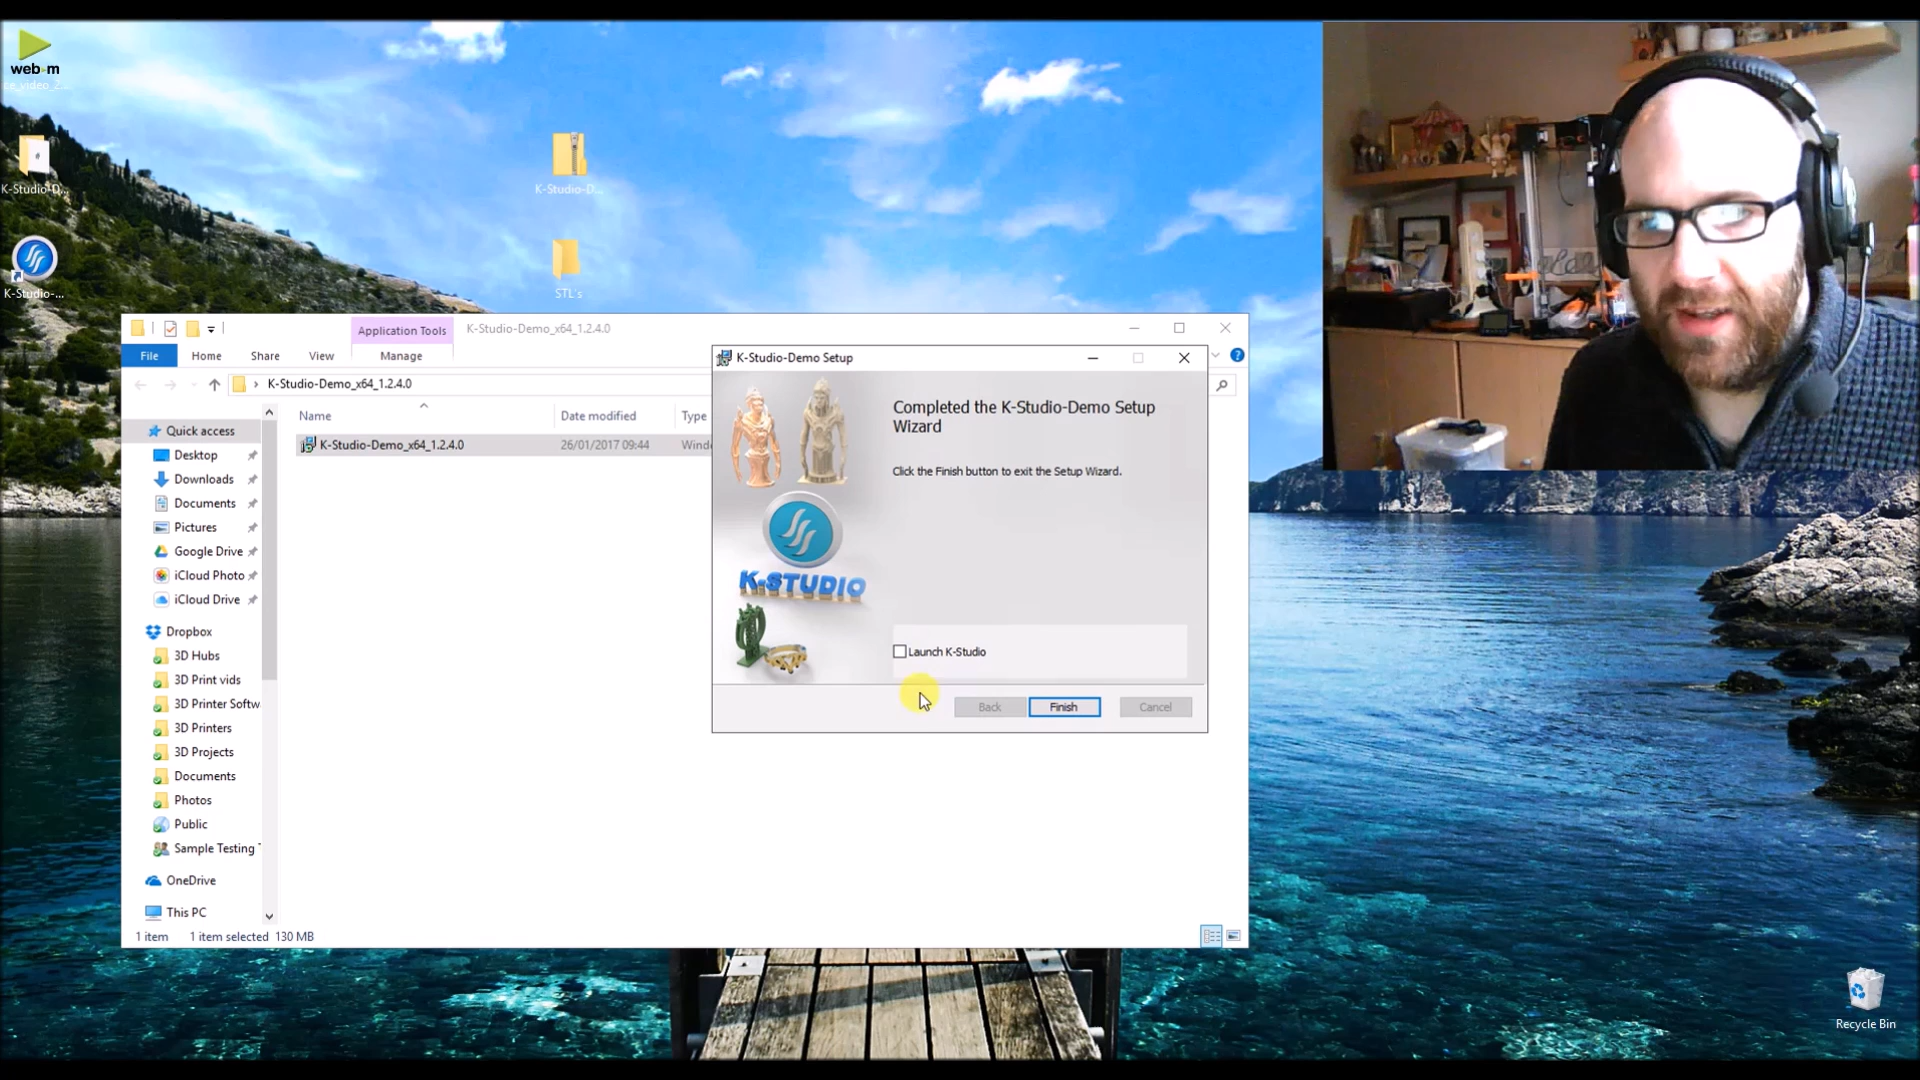 web m
ze_video_2...
K-Studio-D...
K-Studio-...
K-Studio-D...
STL's
Application Tools
K-Studio-Demo_x64_1.2.4.0
File
Home
Share
View
Manage
K-Studio-Demo_x64_1.2.4.0
Name
Date modified
Type
K-Studio-Demo_x64_1.2.4.0
26/01/2017 09:44
Quick access
Desktop
Downloads
Documents
Pictures
Google Drive
iCloud Photo
iCloud Drive
Dropbox
3D Hubs
3D Print vids
3D Printer Softw
3D Printers
3D Projects
Documents
Photos
Public
Sample Testing
OneDrive
This PC
1 item
1 item selected 130 MB
K-Studio-Demo Setup
Completed the K-Studio-Demo Setup
Wizard
Click the Finish button to exit the Setup Wizard.
K-STUDIO
Launch K-Studio
Back
Finish
Cancel
Recycle Bin